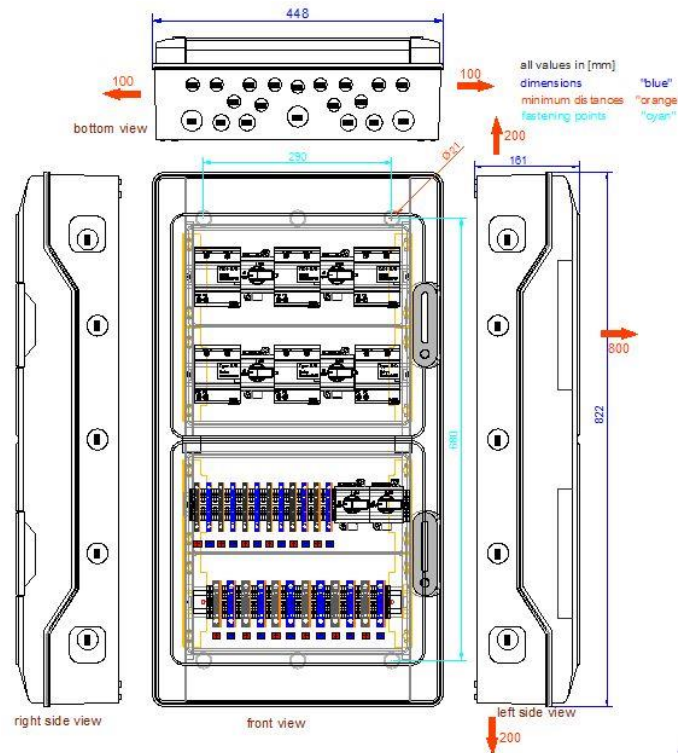 448
100
100
all values in [mm]
dimensions "blue"
minimum distances "orange
fastening points "cyan"
bottom view
200
161
290
Ø21
800
822
680
right side view
front view
left side view
200